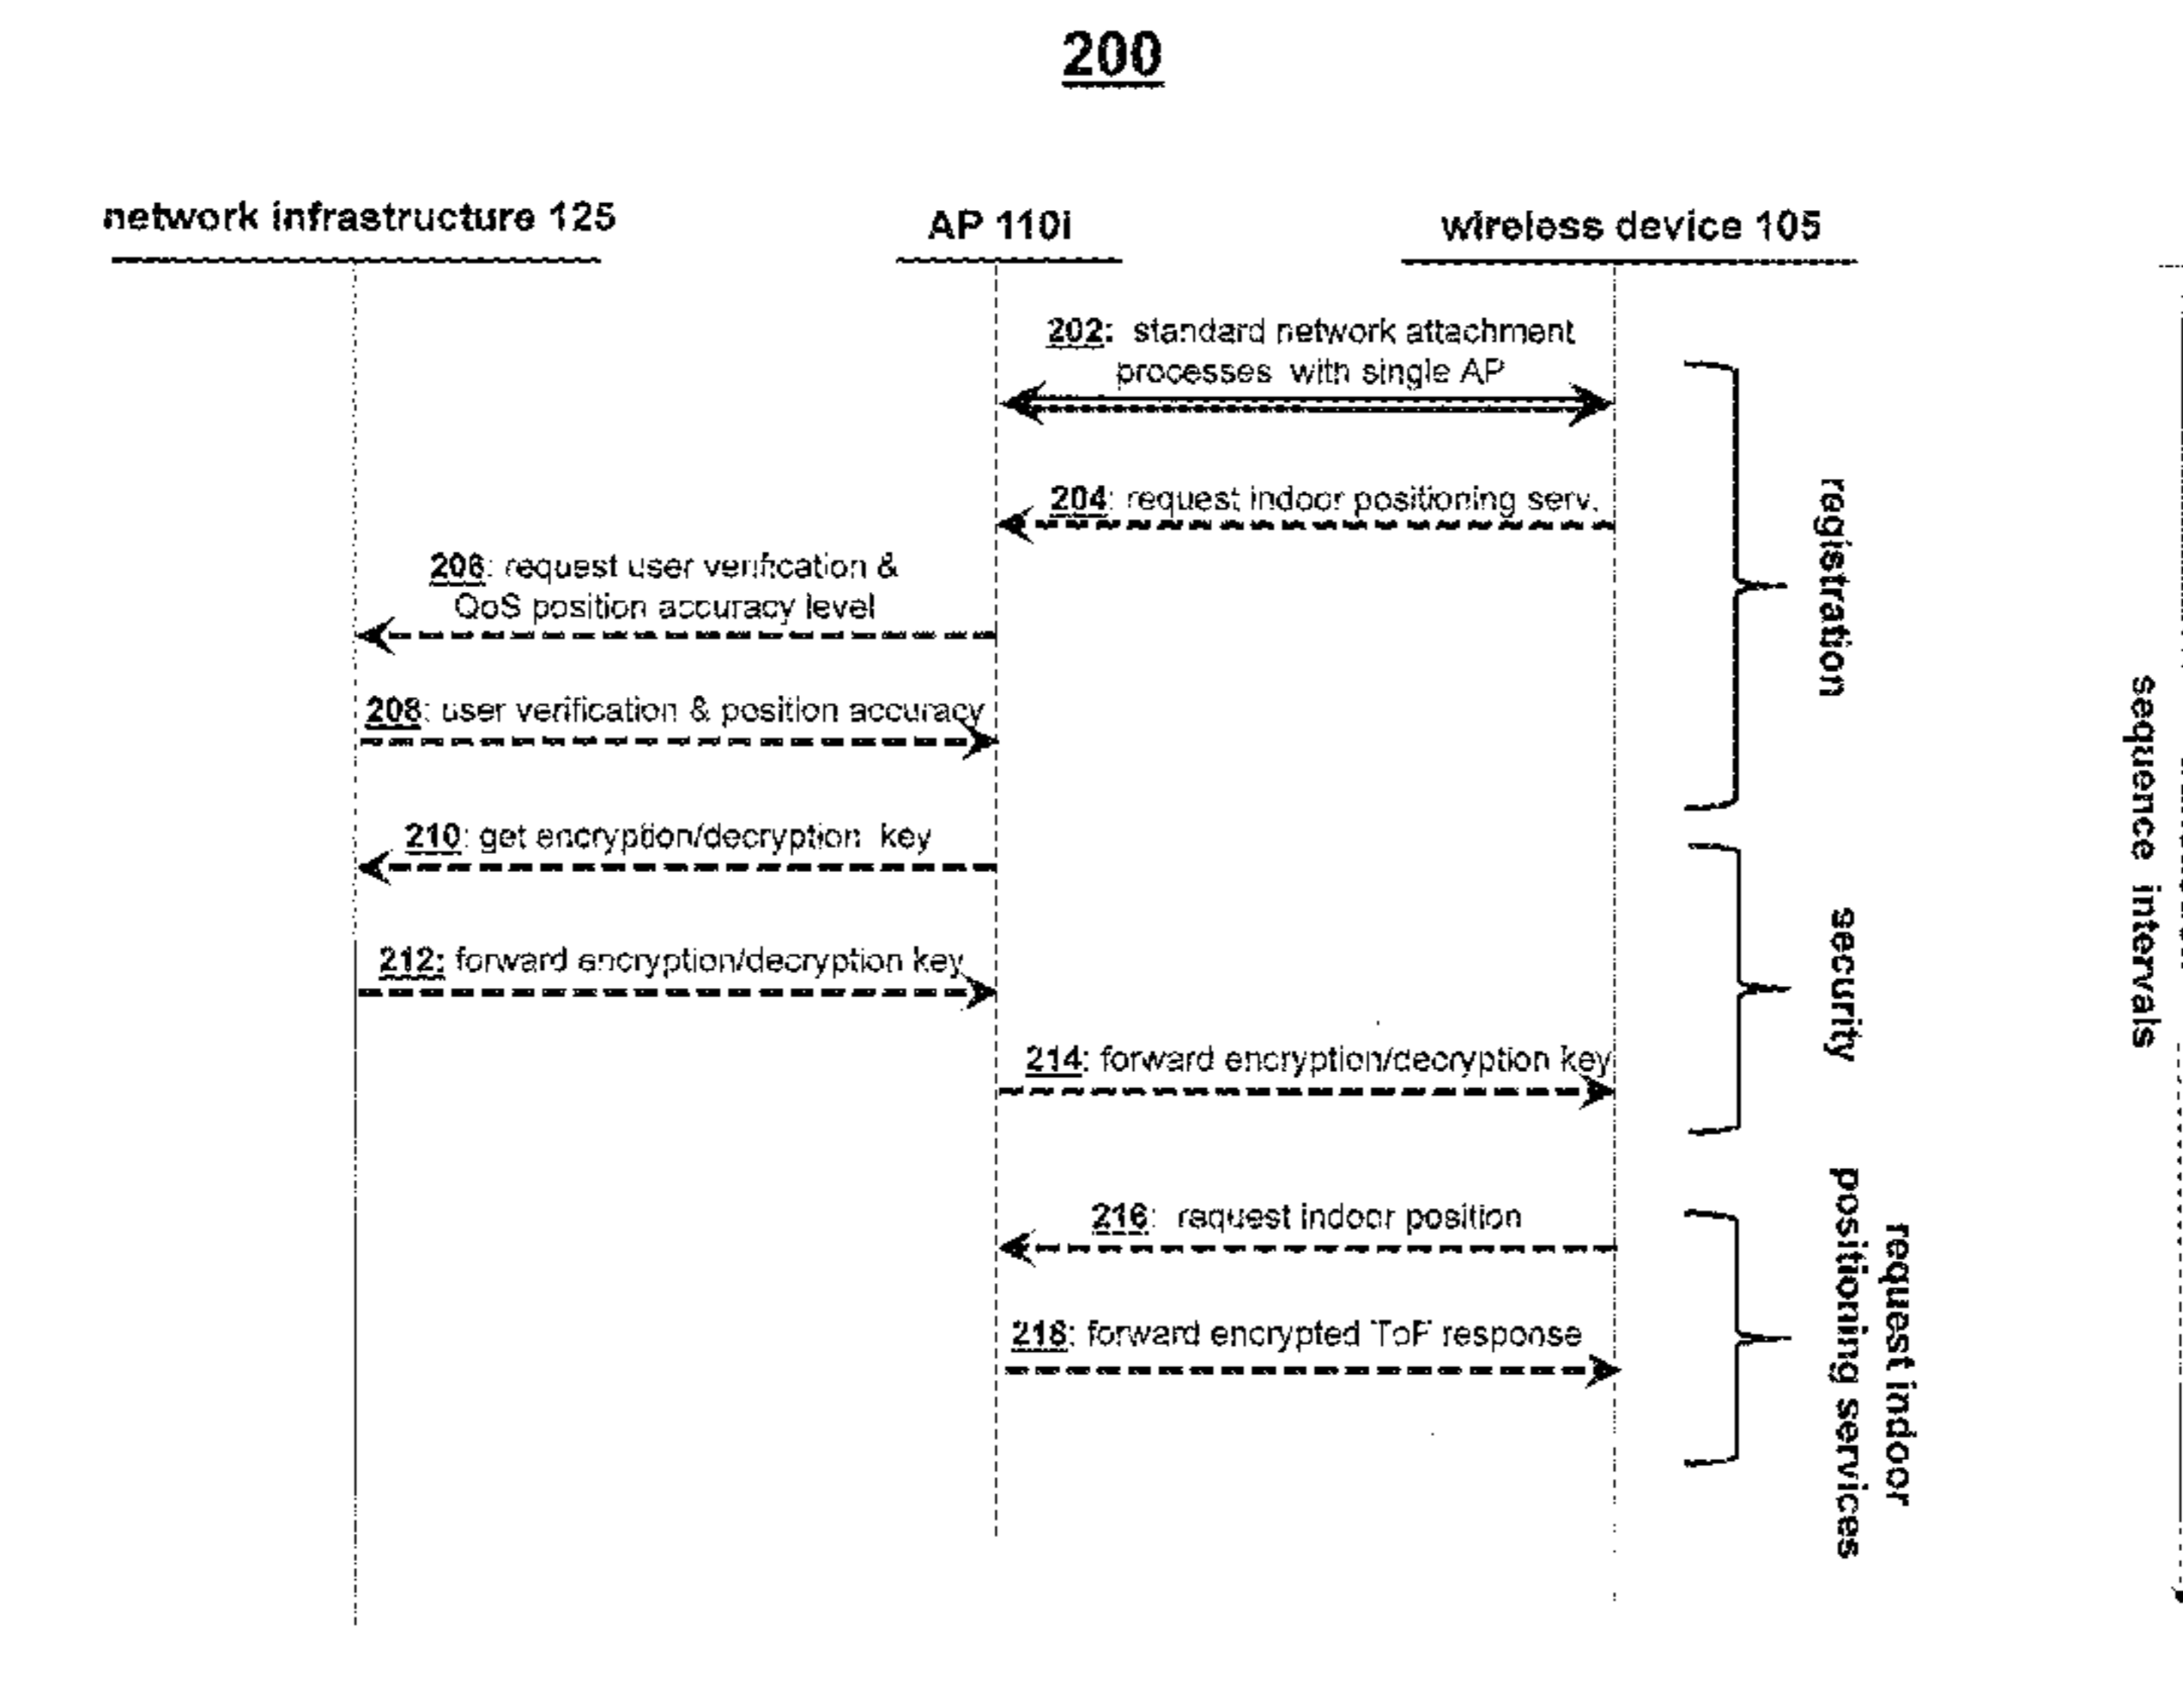 200
network infrastructure 125
AP 110i
wireless device 105
202: standard network attachment
processes with single AP
204: request indoor positioning serv.
206: request user verification &
QoS position accuracy level
208: user verification & position accuracy
210: get encryption/decryption key
212: forward encryption/decryption key
214: forward encryption/decryption key
216: request indoor position
218: forward encrypted ToF response
registration
security
request indoor
positioning services
sequence intervals